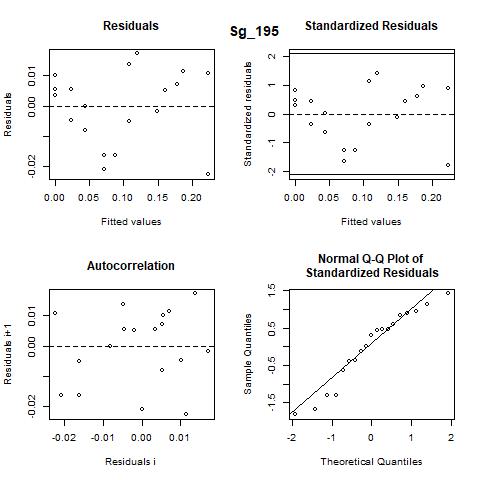 Sg_195
Residuals
Residuals
-0.02
0.00
0.01
0.00
0.05
0.10
0.15
0.20
Fitted values
Standardized Residuals
Standardized residuals
-2
-1
0
1
2
0.00
0.05
0.10
0.15
0.20
Fitted values
Autocorrelation
Residuals i+1
-0.02
0.00
0.01
-0.02
-0.01
0.00
0.01
Residuals i
Normal Q-Q Plot of
Standardized Residuals
Sample Quantiles
-1.5
-0.5
0.5
1.5
-2
-1
0
1
2
Theoretical Quantiles